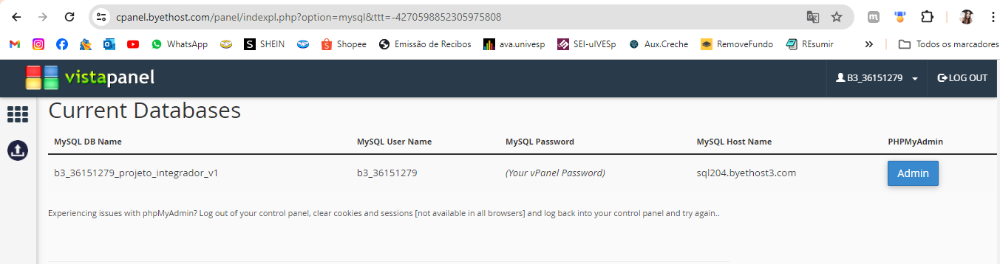 cpanel.byethost.com/panel/indexpl.php?option=mysql&ttt=-4270598852305975808
WhatsApp SHEIN Shopee Emissão de Recibos ava.univesp SEI-uIVESp Aux.Creche RemoveFundo REsumir » Todos os marcadores
vistapanel B3_36151279 LOG OUT
Current Databases
MySQL DB Name MySQL User Name MySQL Password MySQL Host Name PHPMyAdmin
b3_36151279_projeto_integrador_v1 b3_36151279 (Your vPanel Password) sql204.byethost3.com Admin
Experiencing issues with phpMyAdmin? Log out of your control panel, clear cookies and sessions [not available in all browsers] and log back into your control panel and try again..